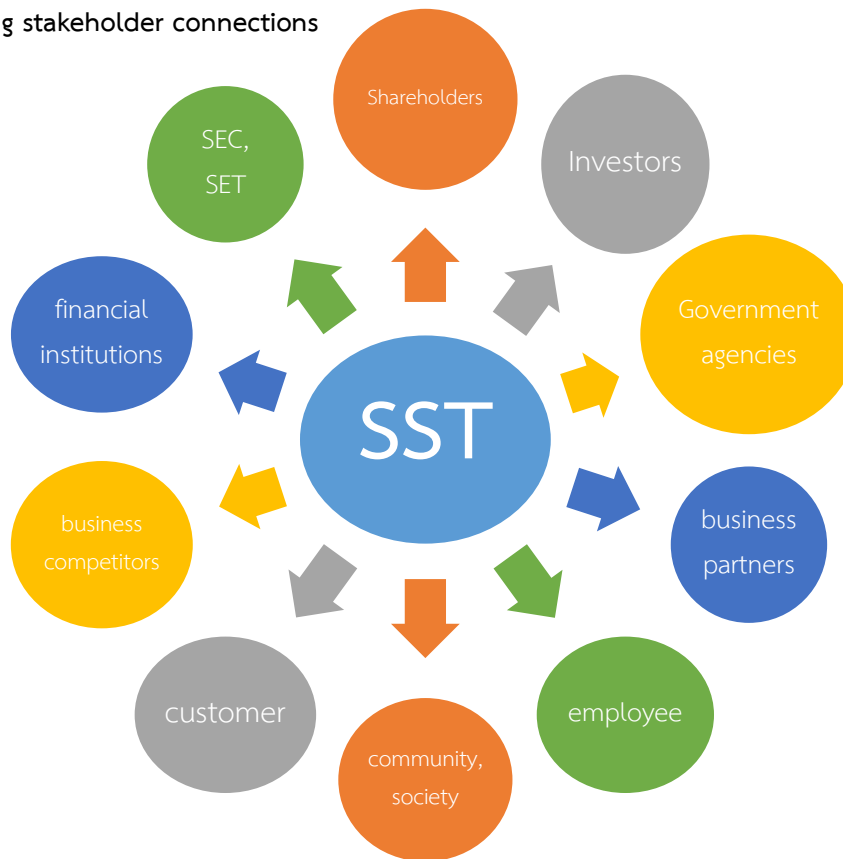 g stakeholder connections
Shareholders
Investors
Government
agencies
business
partners
employee
community,
society
customer
business
competitors
financial
institutions
SEC,
SET
SST